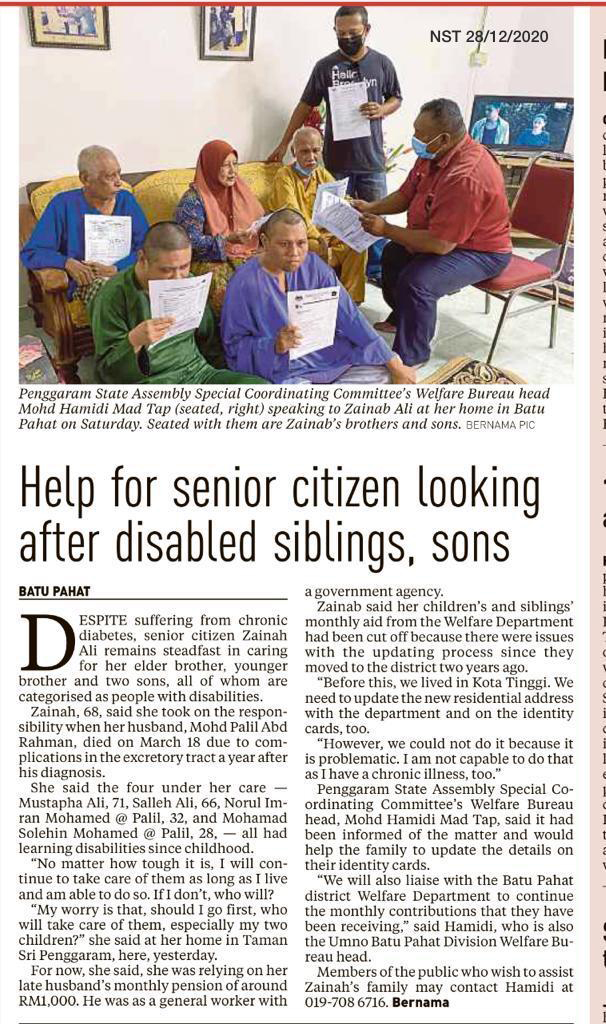 NST 28/12/2020
Hello
Penggaram State Assembly Special Coordinating Committee's Welfare Bureau head
Mohd Hamidi Mad Tap (seated, right) speaking to Zainab Ali at her home in Batu
Pahat on Saturday. Seated with them are Zainab's brothers and sons. BERNAMA PIC
Help for senior citizen looking
after disabled siblings, sons
BATU PAHAT
DESPITE suffering from chronic
diabetes, senior citizen Zainah
Ali remains steadfast in caring
for her elder brother, younger
brother and two sons, all of whom are
categorised as people with disabilities.
Zainah, 68, said she took on the respon-
sibility when her husband, Mohd Palil Abd
Rahman, died on March 18 due to com-
plications in the excretory tract a year after
his diagnosis.
She said the four under her care —
Mustapha Ali, 71, Salleh Ali, 66, Norul Im-
ran Mohamed @ Palil, 32, and Mohamad
Solehin Mohamed @ Palil, 28, — all had
learning disabilities since childhood.
"No matter how tough it is, I will con-
tinue to take care of them as long as I live
and am able to do so. If I don't, who will?
"My worry is that, should I go first, who
will take care of them, especially my two
children?" she said at her home in Taman
Sri Penggaram, here, yesterday.
For now, she said, she was relying on her
late husband's monthly pension of around
RM1,000. He was as a general worker with
a government agency.
Zainab said her children's and siblings'
monthly aid from the Welfare Department
had been cut off because there were issues
with the updating process since they
moved to the district two years ago.
"Before this, we lived in Kota Tinggi. We
need to update the new residential address
with the department and on the identity
cards, too.
"However, we could not do it because it
is problematic. I am not capable to do that
as I have a chronic illness, too."
Penggaram State Assembly Special Co-
ordinating Committee's Welfare Bureau
head, Mohd Hamidi Mad Tap, said it had
been informed of the matter and would
help the family to update the details on
their identity cards.
"We will also liaise with the Batu Pahat
district Welfare Department to continue
the monthly contributions that they have
been receiving," said Hamidi, who is also
the Umno Batu Pahat Division Welfare Bu-
reau head.
Members of the public who wish to assist
Zainah's family may contact Hamidi at
019-708 6716. Bernama